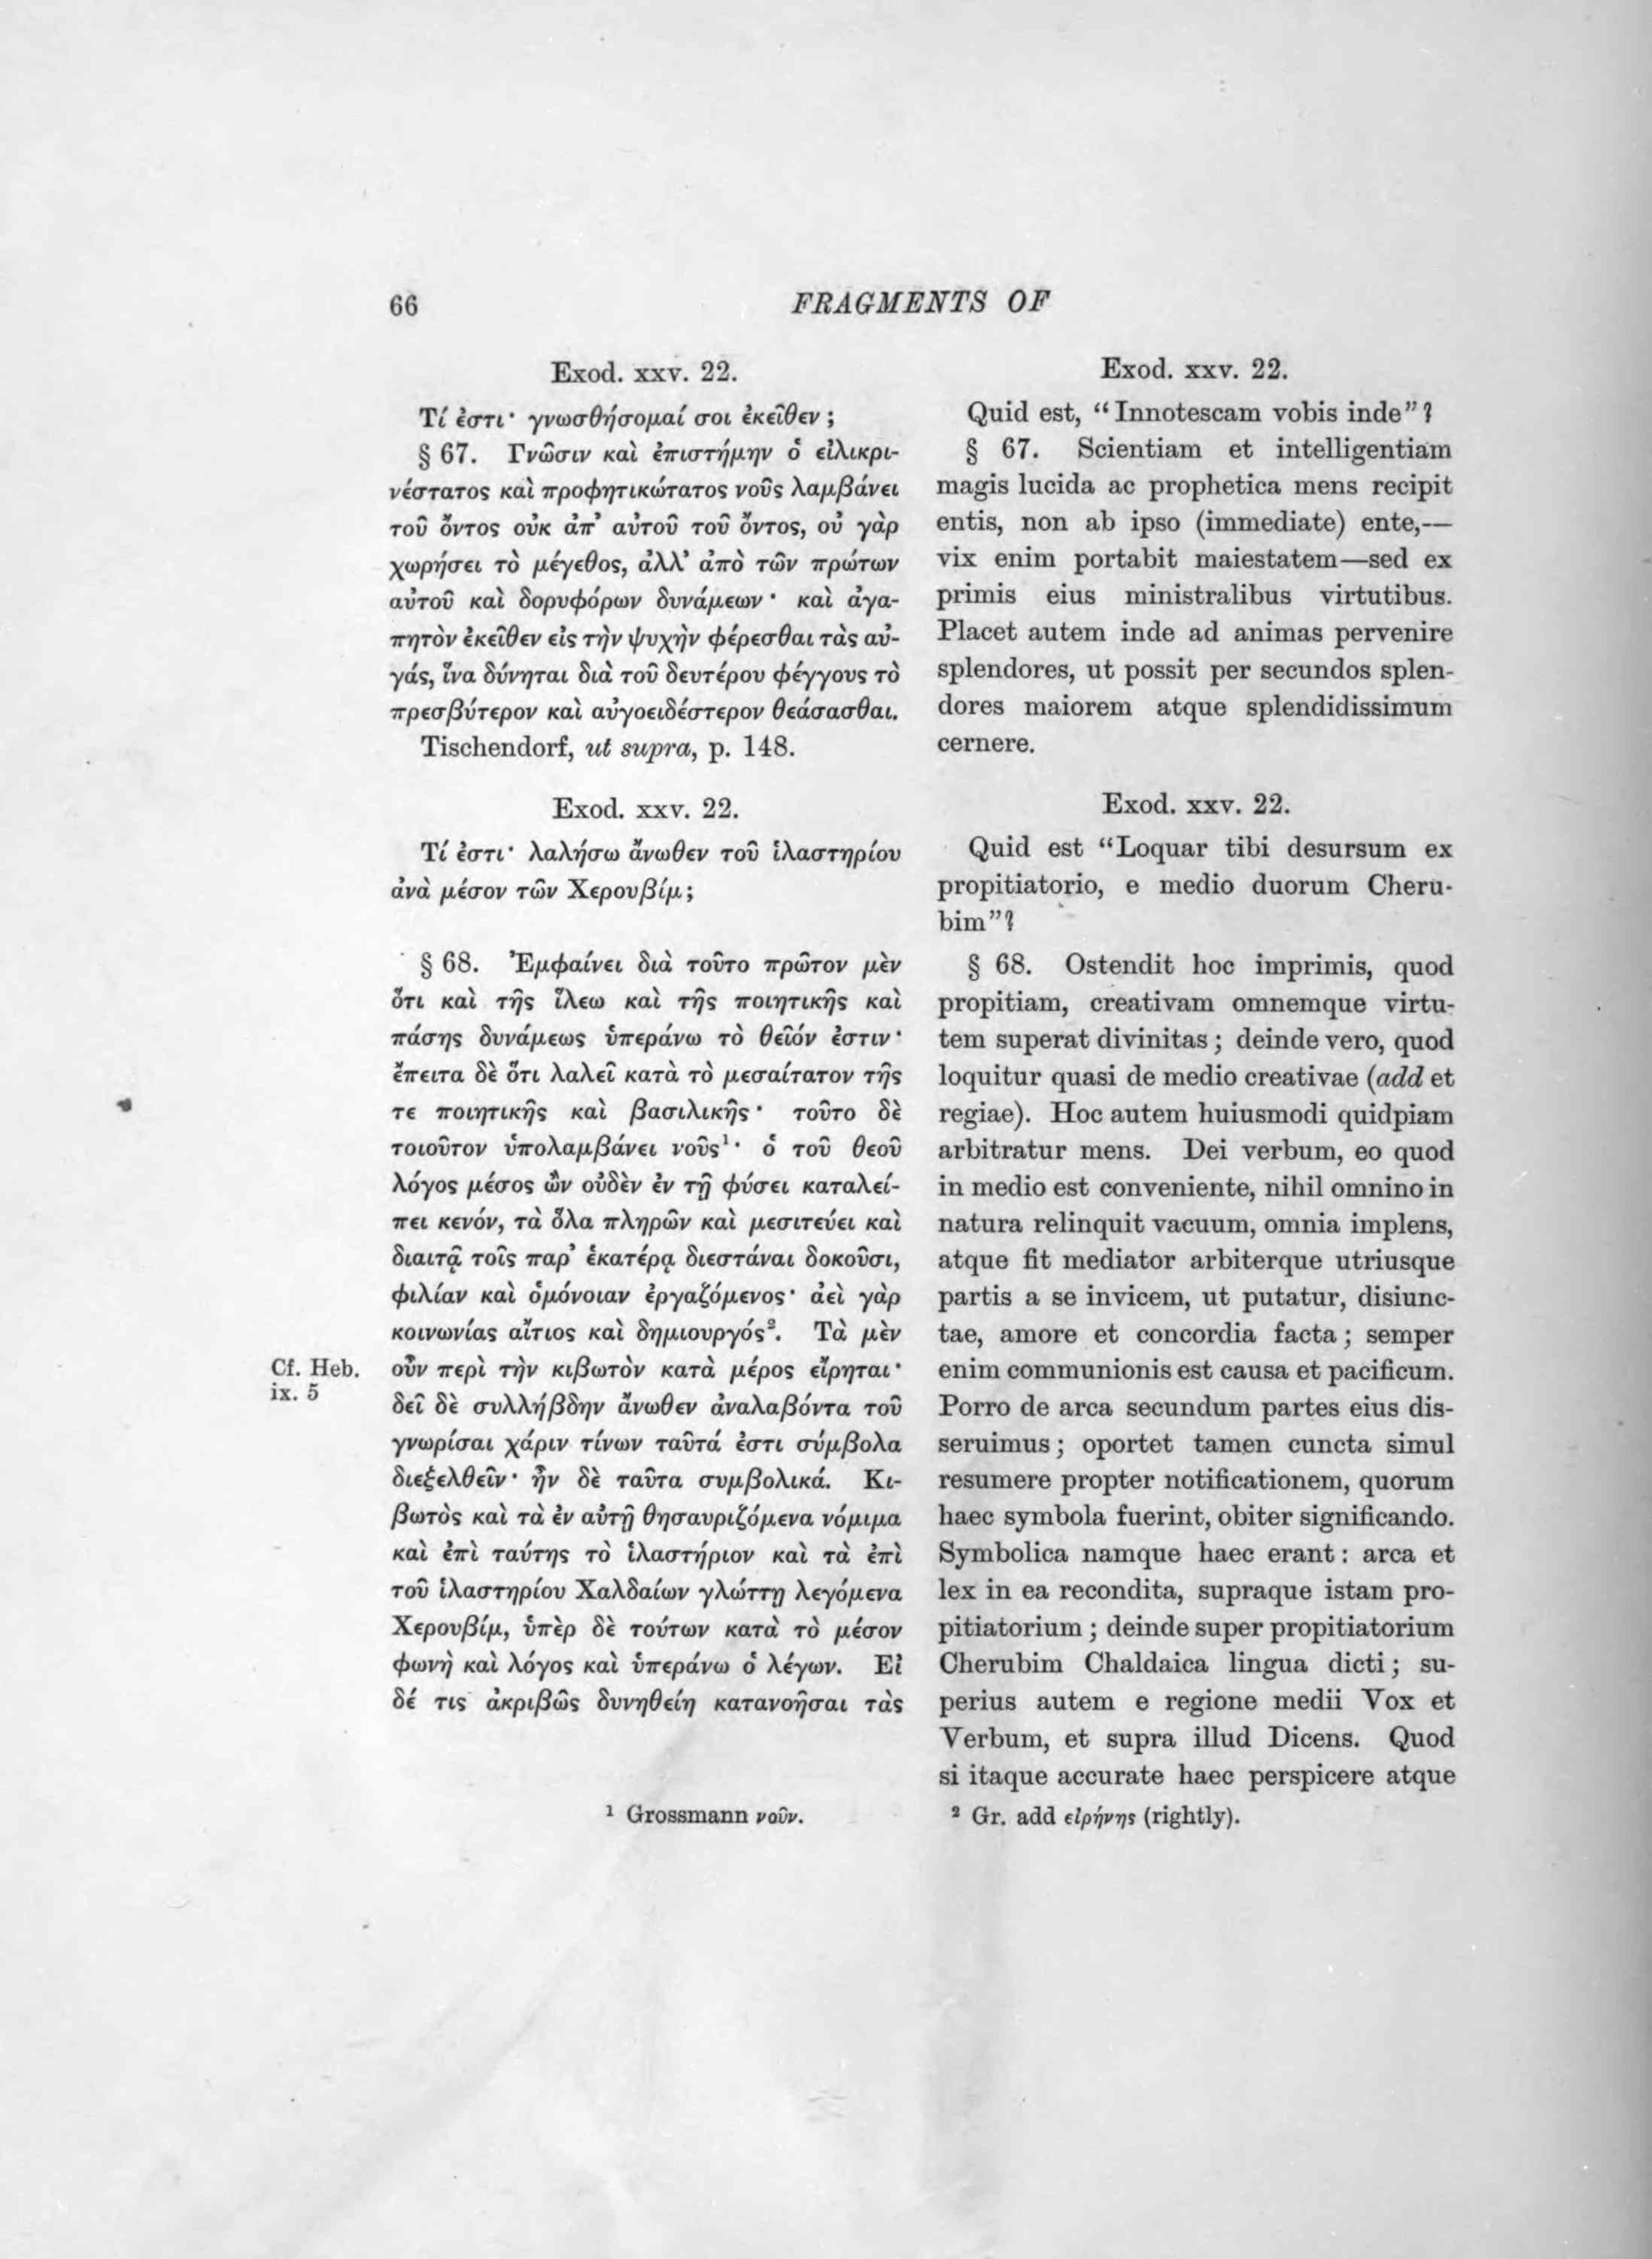 66
FRAGMENTS OF
Exod. xxv. 22.
Τί ἐστι· γνωσθήσομαί σοι ἐκεῖθεν ;
§ 67. Γνῶσιν καὶ ἐπιστήμην ὁ εἰλικρι-
νέστατος καὶ προφητικώτατος νοῦς λαμβάνει
τοῦ ὄντος οὐκ ἀπ’ αὐτοῦ τοῦ ὄντος, οὐ γὰρ
χωρήσει τὸ μέγεθος, ἀλλ’ ἀπὸ τῶν πρώτων
αὐτοῦ καὶ δορυφόρων δυνάμεων· καὶ ἀγα-
πητὸν ἐκεῖθεν εἰς τὴν ψυχὴν φέρεσθαι τὰς αὐ-
γάς, ἵνα δύνηται διὰ τοῦ δευτέρου φέγγους τὸ
πρεσβύτερον καὶ αὐγοειδέστερον θεάσασθαι.
Tischendorf, ut supra, p. 148.
Exod. xxv. 22.
Τί ἐστι· λαλήσω ἄνωθεν τοῦ ἱλαστηρίου
ἀνὰ μέσον τῶν Χερουβίμ;
§ 68. Ἐμφαίνει διὰ τοῦτο πρῶτον μὲν
ὅτι καὶ τῆς ἵλεω καὶ τῆς ποιητικῆς καὶ
πάσης δυνάμεως ὑπεράνω τὸ θεῖόν ἐστιν·
ἔπειτα δὲ ὅτι λαλεῖ κατὰ τὸ μεσαίτατον τῆς
τε ποιητικῆς καὶ βασιλικῆς· τοῦτο δὲ
τοιοῦτον ὑπολαμβάνει νοῦς¹· ὁ τοῦ θεοῦ
λόγος μέσος ὢν οὐδὲν ἐν τῇ φύσει καταλεί-
πει κενόν, τὰ ὅλα πληρῶν καὶ μεσιτεύει καὶ
διαιτᾷ τοῖς παρ’ ἑκατέρᾳ διεστάναι δοκοῦσι,
φιλίαν καὶ ὁμόνοιαν ἐργαζόμενος· ἀεὶ γὰρ
κοινωνίας αἴτιος καὶ δημιουργός². Τὰ μὲν
Cf. Heb.
ix. 5
οὖν περὶ τὴν κιβωτὸν κατὰ μέρος εἴρηται·
δεῖ δὲ συλλήβδην ἄνωθεν ἀναλαβόντα τοῦ
γνωρίσαι χάριν τίνων ταῦτά ἐστι σύμβολα
διεξελθεῖν· ἦν δὲ ταῦτα συμβολικά. Κι-
βωτὸς καὶ τὰ ἐν αὐτῇ θησαυριζόμενα νόμιμα
καὶ ἐπὶ ταύτης τὸ ἱλαστήριον καὶ τὰ ἐπὶ
τοῦ ἱλαστηρίου Χαλδαίων γλώττῃ λεγόμενα
Χερουβίμ, ὑπὲρ δὲ τούτων κατὰ τὸ μέσον
φωνὴ καὶ λόγος καὶ ὑπεράνω ὁ λέγων. Εἰ
δέ τις ἀκριβῶς δυνηθείη κατανοῆσαι τὰς
Exod. xxv. 22.
Quid est, “Innotescam vobis inde”?
§ 67. Scientiam et intelligentiam
magis lucida ac prophetica mens recipit
entis, non ab ipso (immediate) ente,—
vix enim portabit maiestatem—sed ex
primis eius ministralibus virtutibus.
Placet autem inde ad animas pervenire
splendores, ut possit per secundos splen-
dores maiorem atque splendidissimum
cernere.
Exod. xxv. 22.
Quid est “Loquar tibi desursum ex
propitiatorio, e medio duorum Cheru-
bim”?
§ 68. Ostendit hoc imprimis, quod
propitiam, creativam omnemque virtu-
tem superat divinitas; deinde vero, quod
loquitur quasi de medio creativae (add et
regiae). Hoc autem huiusmodi quidpiam
arbitratur mens. Dei verbum, eo quod
in medio est conveniente, nihil omnino in
natura relinquit vacuum, omnia implens,
atque fit mediator arbiterque utriusque
partis a se invicem, ut putatur, disiunc-
tae, amore et concordia facta; semper
enim communionis est causa et pacificum.
Porro de arca secundum partes eius dis-
seruimus; oportet tamen cuncta simul
resumere propter notificationem, quorum
haec symbola fuerint, obiter significando.
Symbolica namque haec erant: arca et
lex in ea recondita, supraque istam pro-
pitiatorium; deinde super propitiatorium
Cherubim Chaldaica lingua dicti; su-
perius autem e regione medii Vox et
Verbum, et supra illud Dicens. Quod
si itaque accurate haec perspicere atque
¹ Grossmann νοῦν.
² Gr. add εἰρήνης (rightly).